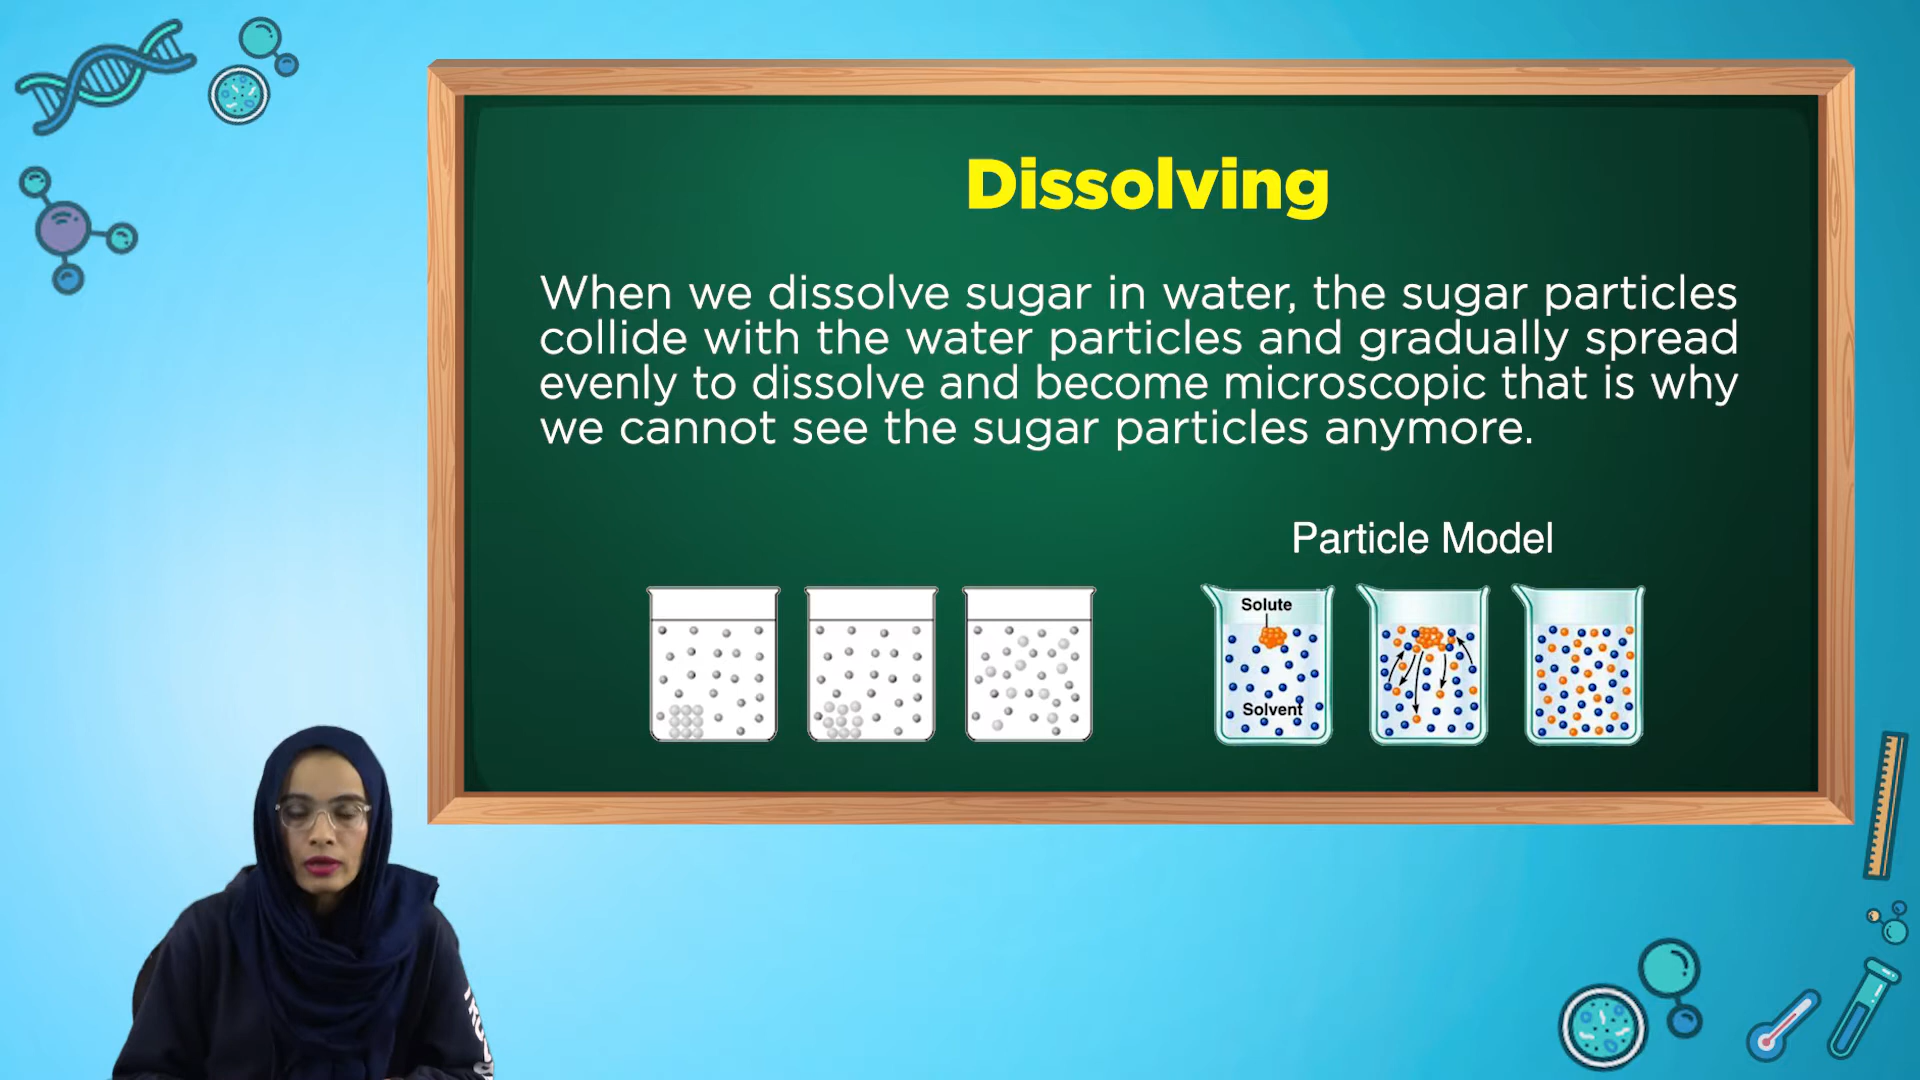 Dissolving
When we dissolve sugar in water, the sugar particles
collide with the water particles and gradually spread
evenly to dissolve and become microscopic that is why
we cannot see the sugar particles anymore.
Particle Model
Solute
Solvent